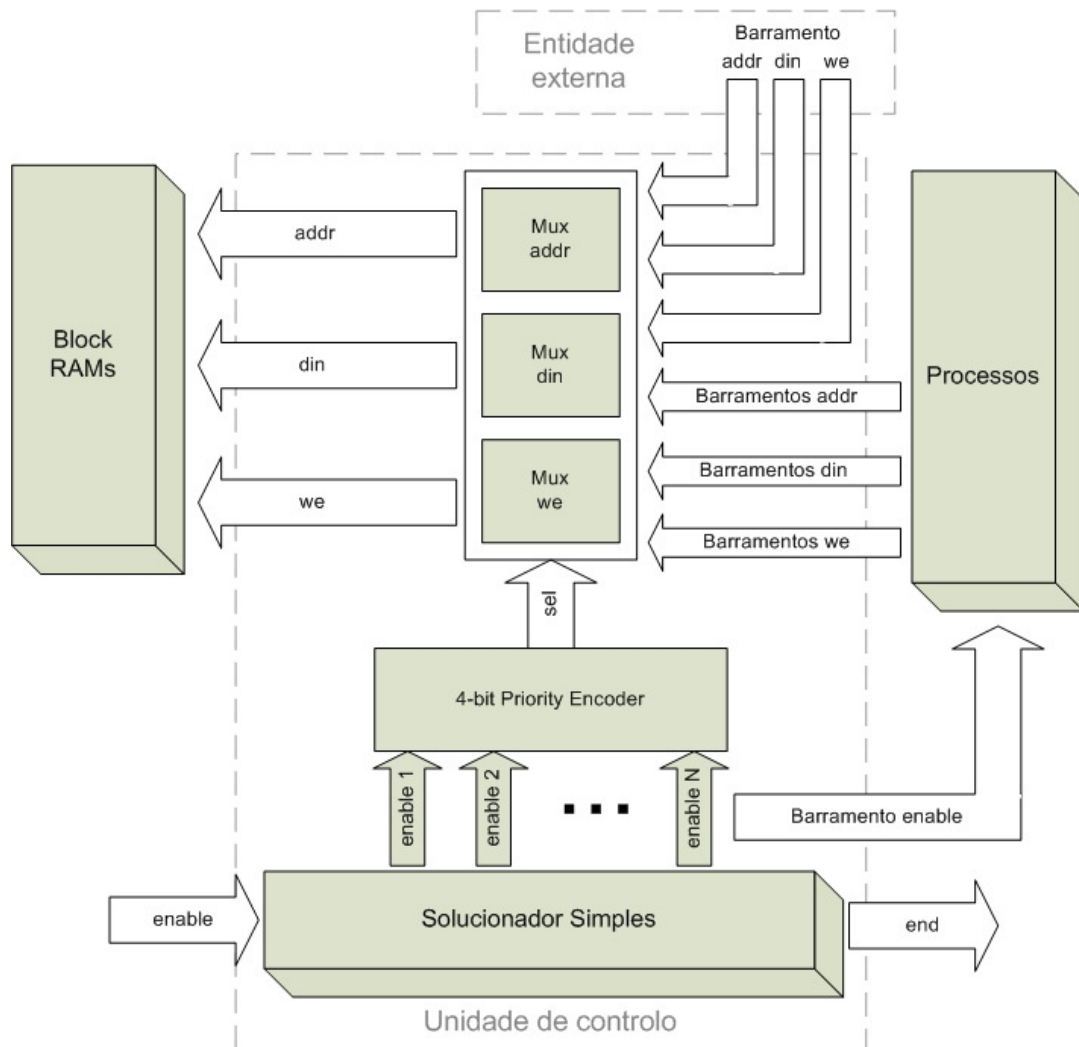 Entidade
externa
Barramento
addr din we
Block
RAMs
addr
din
we
Mux
addr
Mux
din
Mux
we
Barramentos addr
Barramentos din
Barramentos we
Processos
sel
4-bit Priority Encoder
enable 1
enable 2
enable N
Barramento enable
enable
Solucionador Simples
end
Unidade de controlo